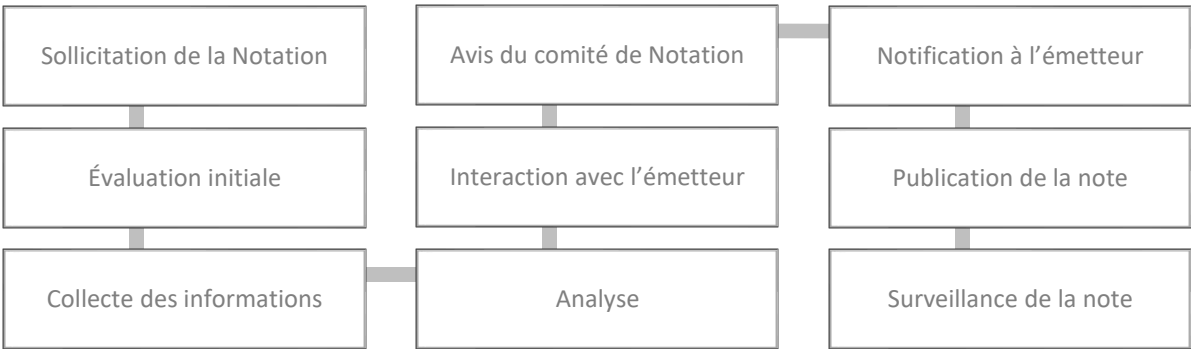 Sollicitation de la Notation
Évaluation initiale
Collecte des informations
Analyse
Interaction avec l’émetteur
Avis du comité de Notation
Notification à l’émetteur
Publication de la note
Surveillance de la note